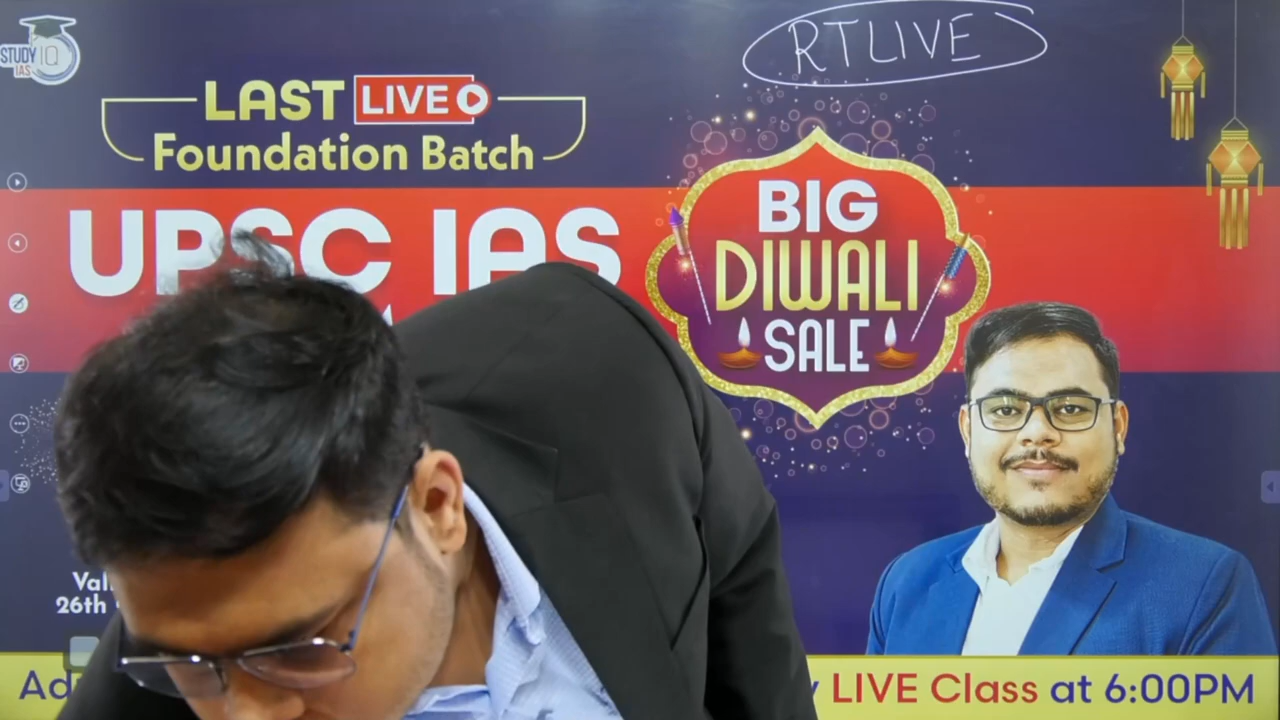 STUDY IQ
IAS
RTLIVE
LAST LIVE
Foundation Batch
UPSC IAS
BIG
DIWALI
SALE
26th
LIVE Class at 6:00PM